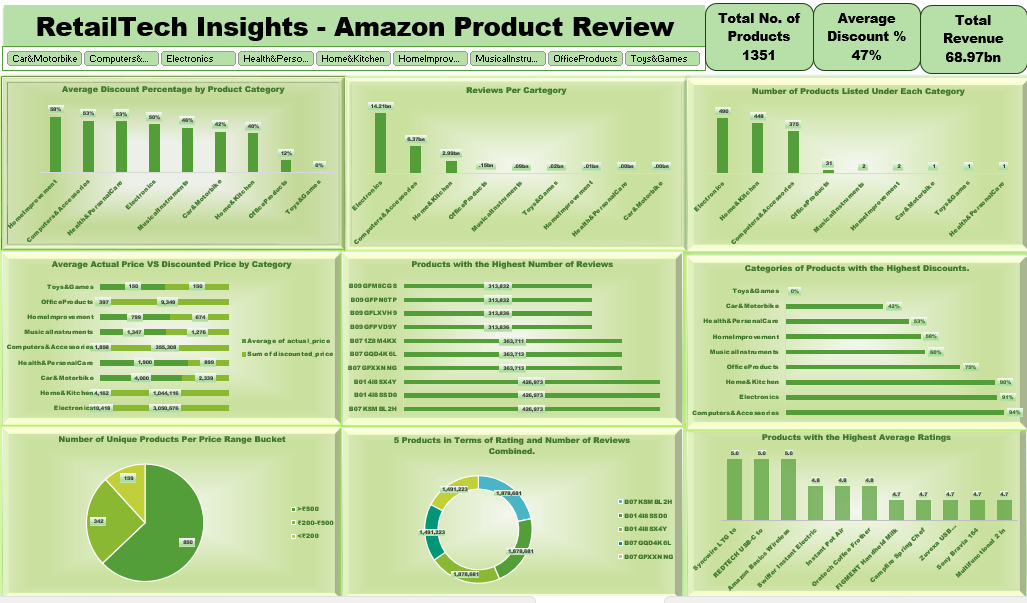 RetailTech Insights - Amazon Product Review
Total No. of
Products
1351
Average
Discount %
47%
Total
Revenue
68.97bn
Car&Motorbike
Computers&...
Electronics
Health&Perso...
Home&Kitchen
HomeImprov...
MusicalInstru...
OfficeProducts
Toys&Games
Average Discount Percentage by Product Category
58%
53%
53%
50%
46%
42%
40%
12%
0%
HomeImprovement
Computers&Accessories
Health&PersonalCare
Electronics
MusicalInstruments
Car&Motorbike
Home&Kitchen
OfficeProducts
Toys&Games
Reviews Per Cartegory
14.21bn
6.37bn
2.99bn
.15bn
.09bn
.02bn
.01bn
.00bn
.00bn
Electronics
Computers&Accessories
Home&Kitchen
OfficeProducts
MusicalInstruments
Toys&Games
HomeImprovement
Health&PersonalCare
Car&Motorbike
Number of Products Listed Under Each Category
490
448
375
31
2
2
1
1
1
Electronics
Home&Kitchen
Computers&Accessories
OfficeProducts
MusicalInstruments
HomeImprovement
Car&Motorbike
Toys&Games
Health&PersonalCare
Average Actual Price VS Discounted Price by Category
Toys&Games 150 150
OfficeProducts 397 9,349
HomeImprovement 799 674
MusicalInstruments 1,347 1,276
Computers&Accessories 355,308
Health&PersonalCare 1,900 899
Car&Motorbike 4,000 2,339
Home&Kitchen 4,162 1,044,116
Electronics 10,418 3,050,576
Average of actual_price
Sum of discounted_price
Products with the Highest Number of Reviews
B09GFM8CGS 313,832
B09GFPN6TP 313,832
B09GFLXVH9 313,836
B09GFPVD9Y 313,836
B071Z8M4KX 363,711
B07GQD4K6L 363,713
B07GPXXNNG 363,713
B014I8SX4Y 426,973
B014I8SSD0 426,973
B07KSMBL2H 426,973
Categories of Products with the Highest Discounts.
Toys&Games 0%
Car&Motorbike 42%
Health&PersonalCare 53%
HomeImprovement 58%
MusicalInstruments 60%
OfficeProducts 75%
Home&Kitchen 90%
Electronics 91%
Computers&Accessories 94%
Number of Unique Products Per Price Range Bucket
159
342
850
>₹500
₹200-₹500
<₹200
5 Products in Terms of Rating and Number of Reviews
Combined.
1,491,223
1,878,681
1,491,223
1,878,681
1,878,681
B07KSMBL2H
B014I8SSD0
B014I8SX4Y
B07GQD4K6L
B07GPXXNNG
Products with the Highest Average Ratings
5.0
5.0
5.0
4.8
4.8
4.8
4.7
4.7
4.7
4.7
4.7
Syncwire LTG to
REDTECH USB-C to
Amazon Basics Wireless
Swiffer Instant Electric
Instant Pot Air
Oratech Coffee Frother
FIGMENT Handheld Milk
Campfire Spring Chef
Zuvexa USB...
Sony Bravia 164
Multifunctional 2 in